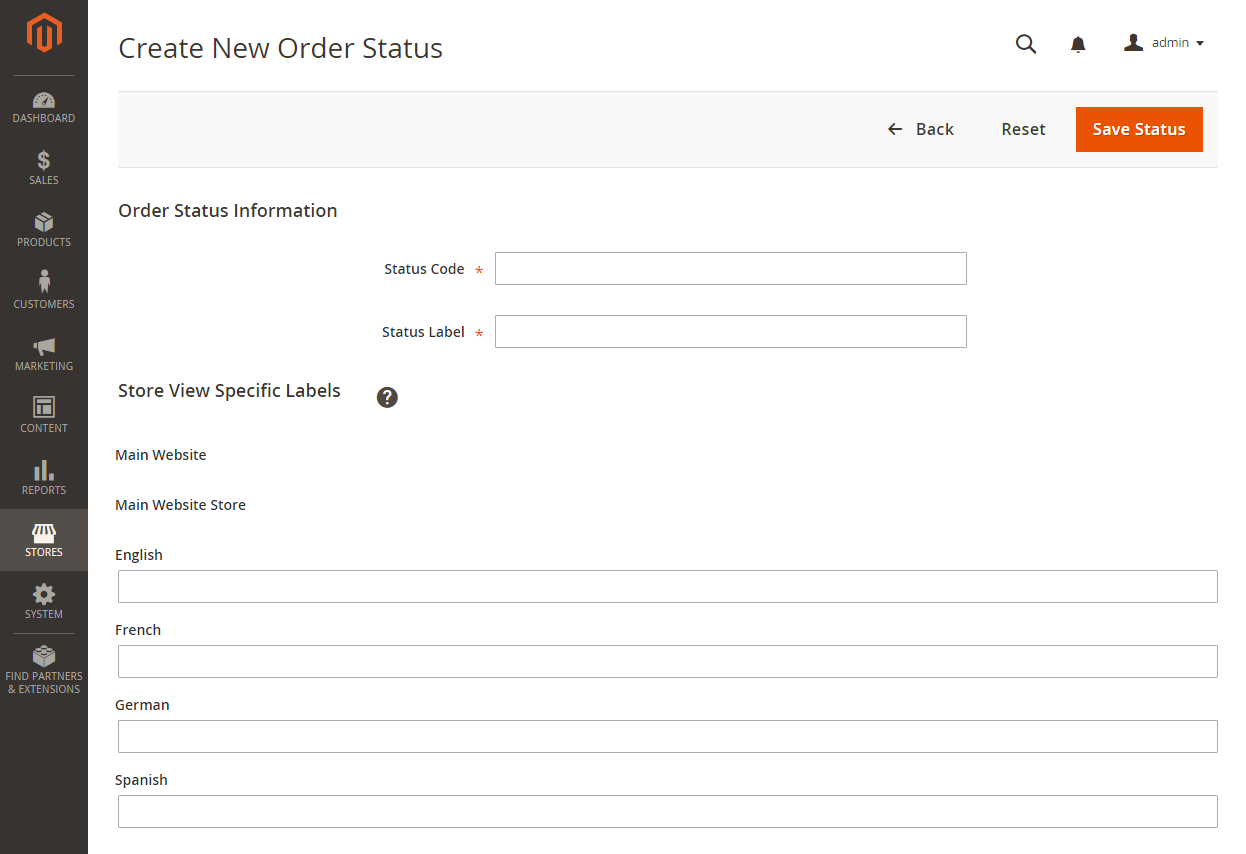 Create New Order Status
admin
DASHBOARD
SALES
PRODUCTS
CUSTOMERS
MARKETING
CONTENT
REPORTS
STORES
SYSTEM
FIND PARTNERS
& EXTENSIONS
Back
Reset
Save Status
Order Status Information
Status Code *
Status Label *
Store View Specific Labels ?
Main Website
Main Website Store
English
French
German
Spanish